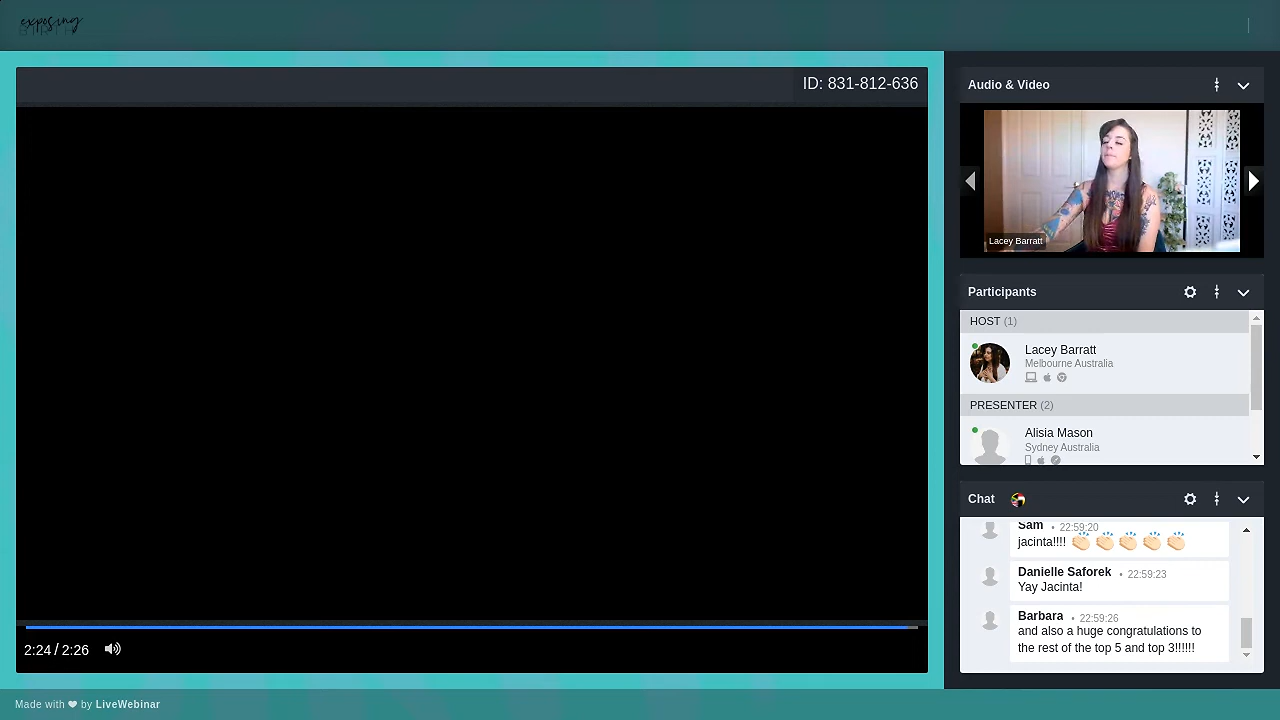 exposing
BIRTH
ID: 831-812-636
2:24 / 2:26
Audio & Video
Lacey Barratt
Participants
HOST (1)
Lacey Barratt
Melbourne Australia
PRESENTER (2)
Alisia Mason
Sydney Australia
Chat
Sam • 22:59:20
jacinta!!!! 👏🏻 👏🏻 👏🏻 👏🏻 👏🏻
Danielle Saforek • 22:59:23
Yay Jacinta!
Barbara • 22:59:26
and also a huge congratulations to
the rest of the top 5 and top 3!!!!!!
Made with ❤ by LiveWebinar